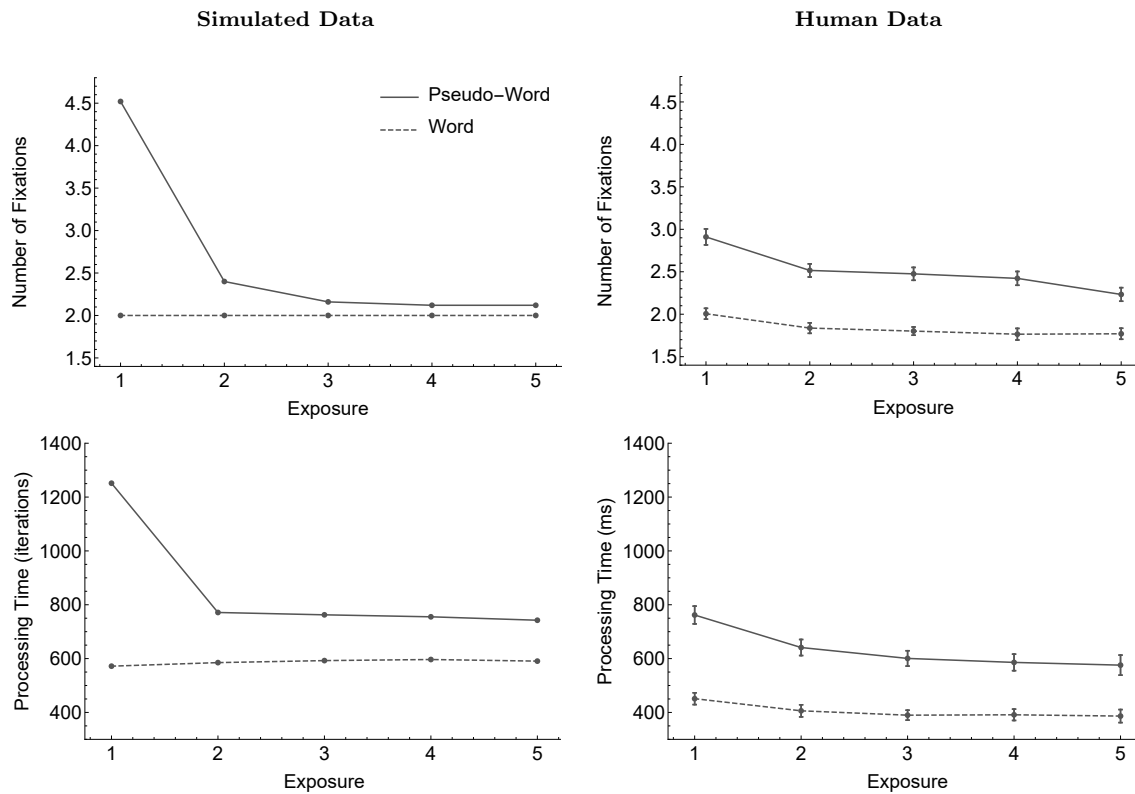 Simulated Data
Human Data
Number of Fixations
4.5
4.0
3.5
3.0
2.5
2.0
1.5
Pseudo–Word
Word
1 2 3 4 5
Exposure
Number of Fixations
4.5
4.0
3.5
3.0
2.5
2.0
1.5
1 2 3 4 5
Exposure
Processing Time (iterations)
1400
1200
1000
800
600
400
1 2 3 4 5
Exposure
Processing Time (ms)
1400
1200
1000
800
600
400
1 2 3 4 5
Exposure